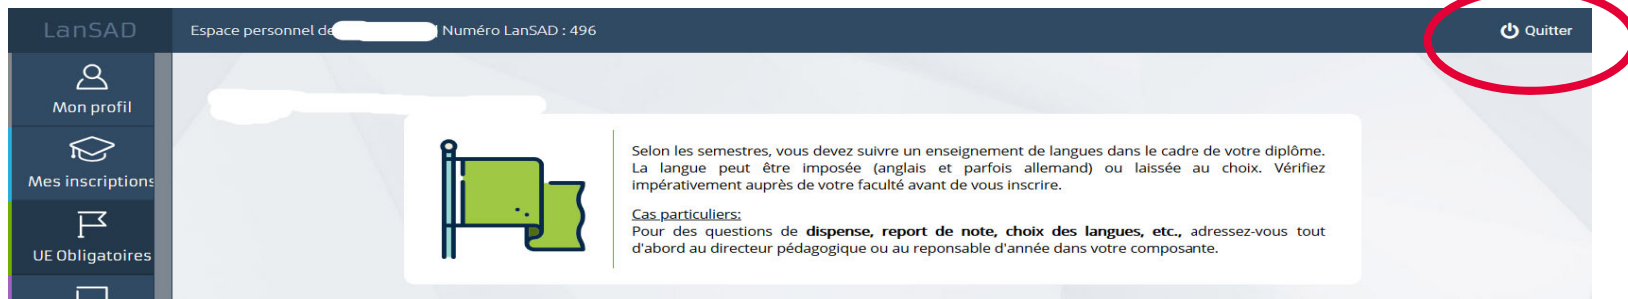 LanSAD
Espace personnel de
Numéro LanSAD : 496
Quitter
Mon profil
Mes inscriptions
UE Obligatoires
Selon les semestres, vous devez suivre un enseignement de langues dans le cadre de votre diplôme.
La langue peut être imposée (anglais et parfois allemand) ou laissée au choix. Vérifiez
impérativement auprès de votre faculté avant de vous inscrire.
Cas particuliers:
Pour des questions de dispense, report de note, choix des langues, etc., adressez-vous tout
d'abord au directeur pédagogique ou au reponsable d'année dans votre composante.